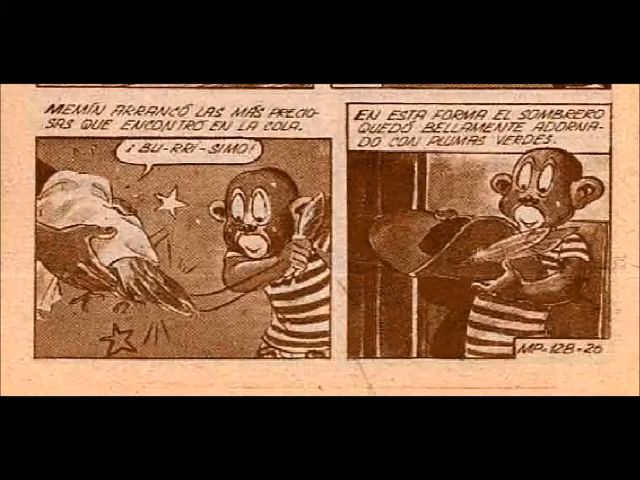 MEMÍN ARRANCÓ LAS MÁS PRECIO-
SAS QUE ENCONTRÓ EN LA COLA.
¡BU-RRI-SIMO!
EN ESTA FORMA EL SOMBRERO
QUEDÓ BELLAMENTE ADORNA-
DO CON PLUMAS VERDES.
MP-128-26